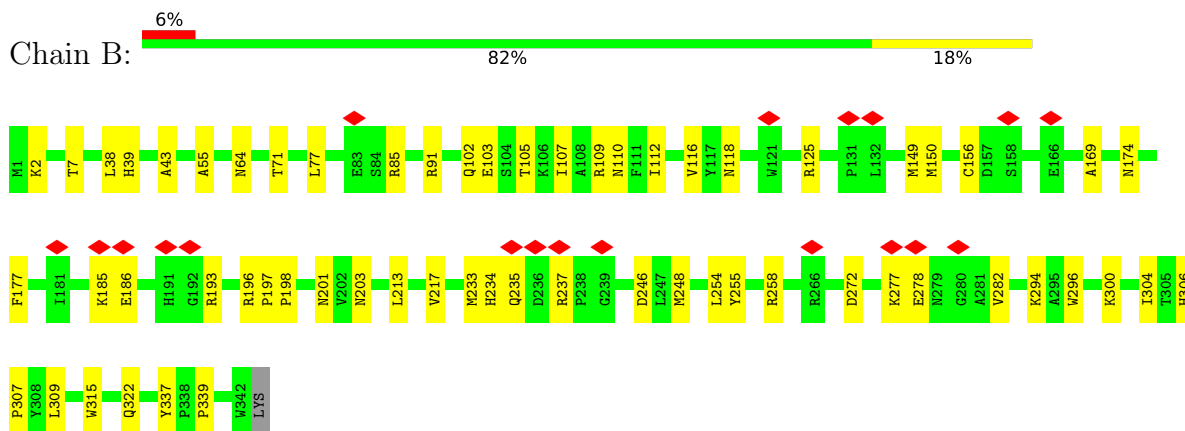 6%
Chain B:
82% 18%
M1 K2 T7 L38 H39 A43 A55 N64 T71 L77 E83 S84 R85 R91 Q102 E103 S104 T105 K106 I107 A108 R109 N110 F111 I112 V116 Y117 N118 W121 R125 P131 L132 M149 M150 C156 D157 S158 E166 A169 N174
F177 I181 K185 E186 H191 G192 R193 R196 P197 P198 N201 V202 N203 L213 V217 M233 H234 Q235 D236 R237 P238 G239 D246 L247 M248 L254 Y255 R258 R266 D272 K277 E278 N279 G280 A281 V282 K294 A295 W296 K300 I304 T305 H306
P307 Y308 L309 W315 Q322 Y337 P338 P339 W342 LYS